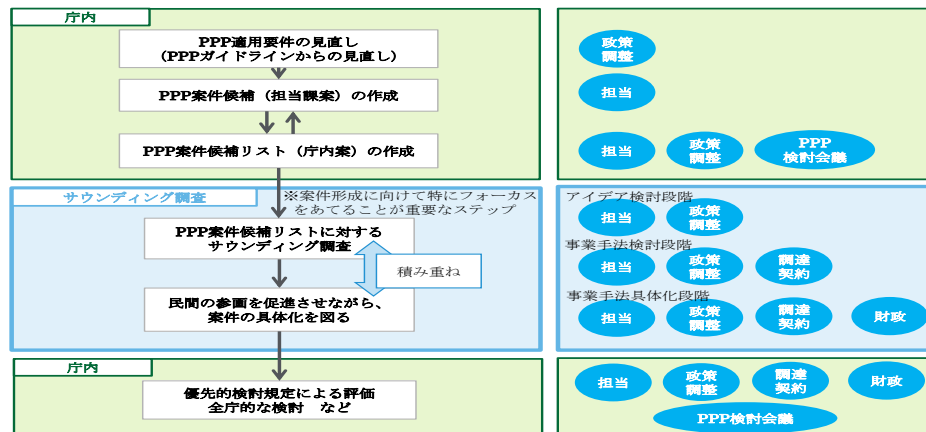 庁内
PPP適用要件の見直し
(PPPガイドラインからの見直し)
PPP案件候補（担当課案）の作成
PPP案件候補リスト（庁内案）の作成
政策
調整
担当
担当
政策
調整
PPP
検討会議
サウンディング調査
※案件形成に向けて特にフォーカス
をあてることが重要なステップ
PPP案件候補リストに対する
サウンディング調査
積み重ね
民間の参画を促進させながら、
案件の具体化を図る
アイデア検討段階
担当
政策
調整
事業手法検討段階
担当
政策
調整
調達
契約
事業手法具体化段階
担当
政策
調整
調達
契約
財政
庁内
優先的検討規定による評価
全庁的な検討　など
担当
政策
調整
調達
契約
財政
PPP検討会議